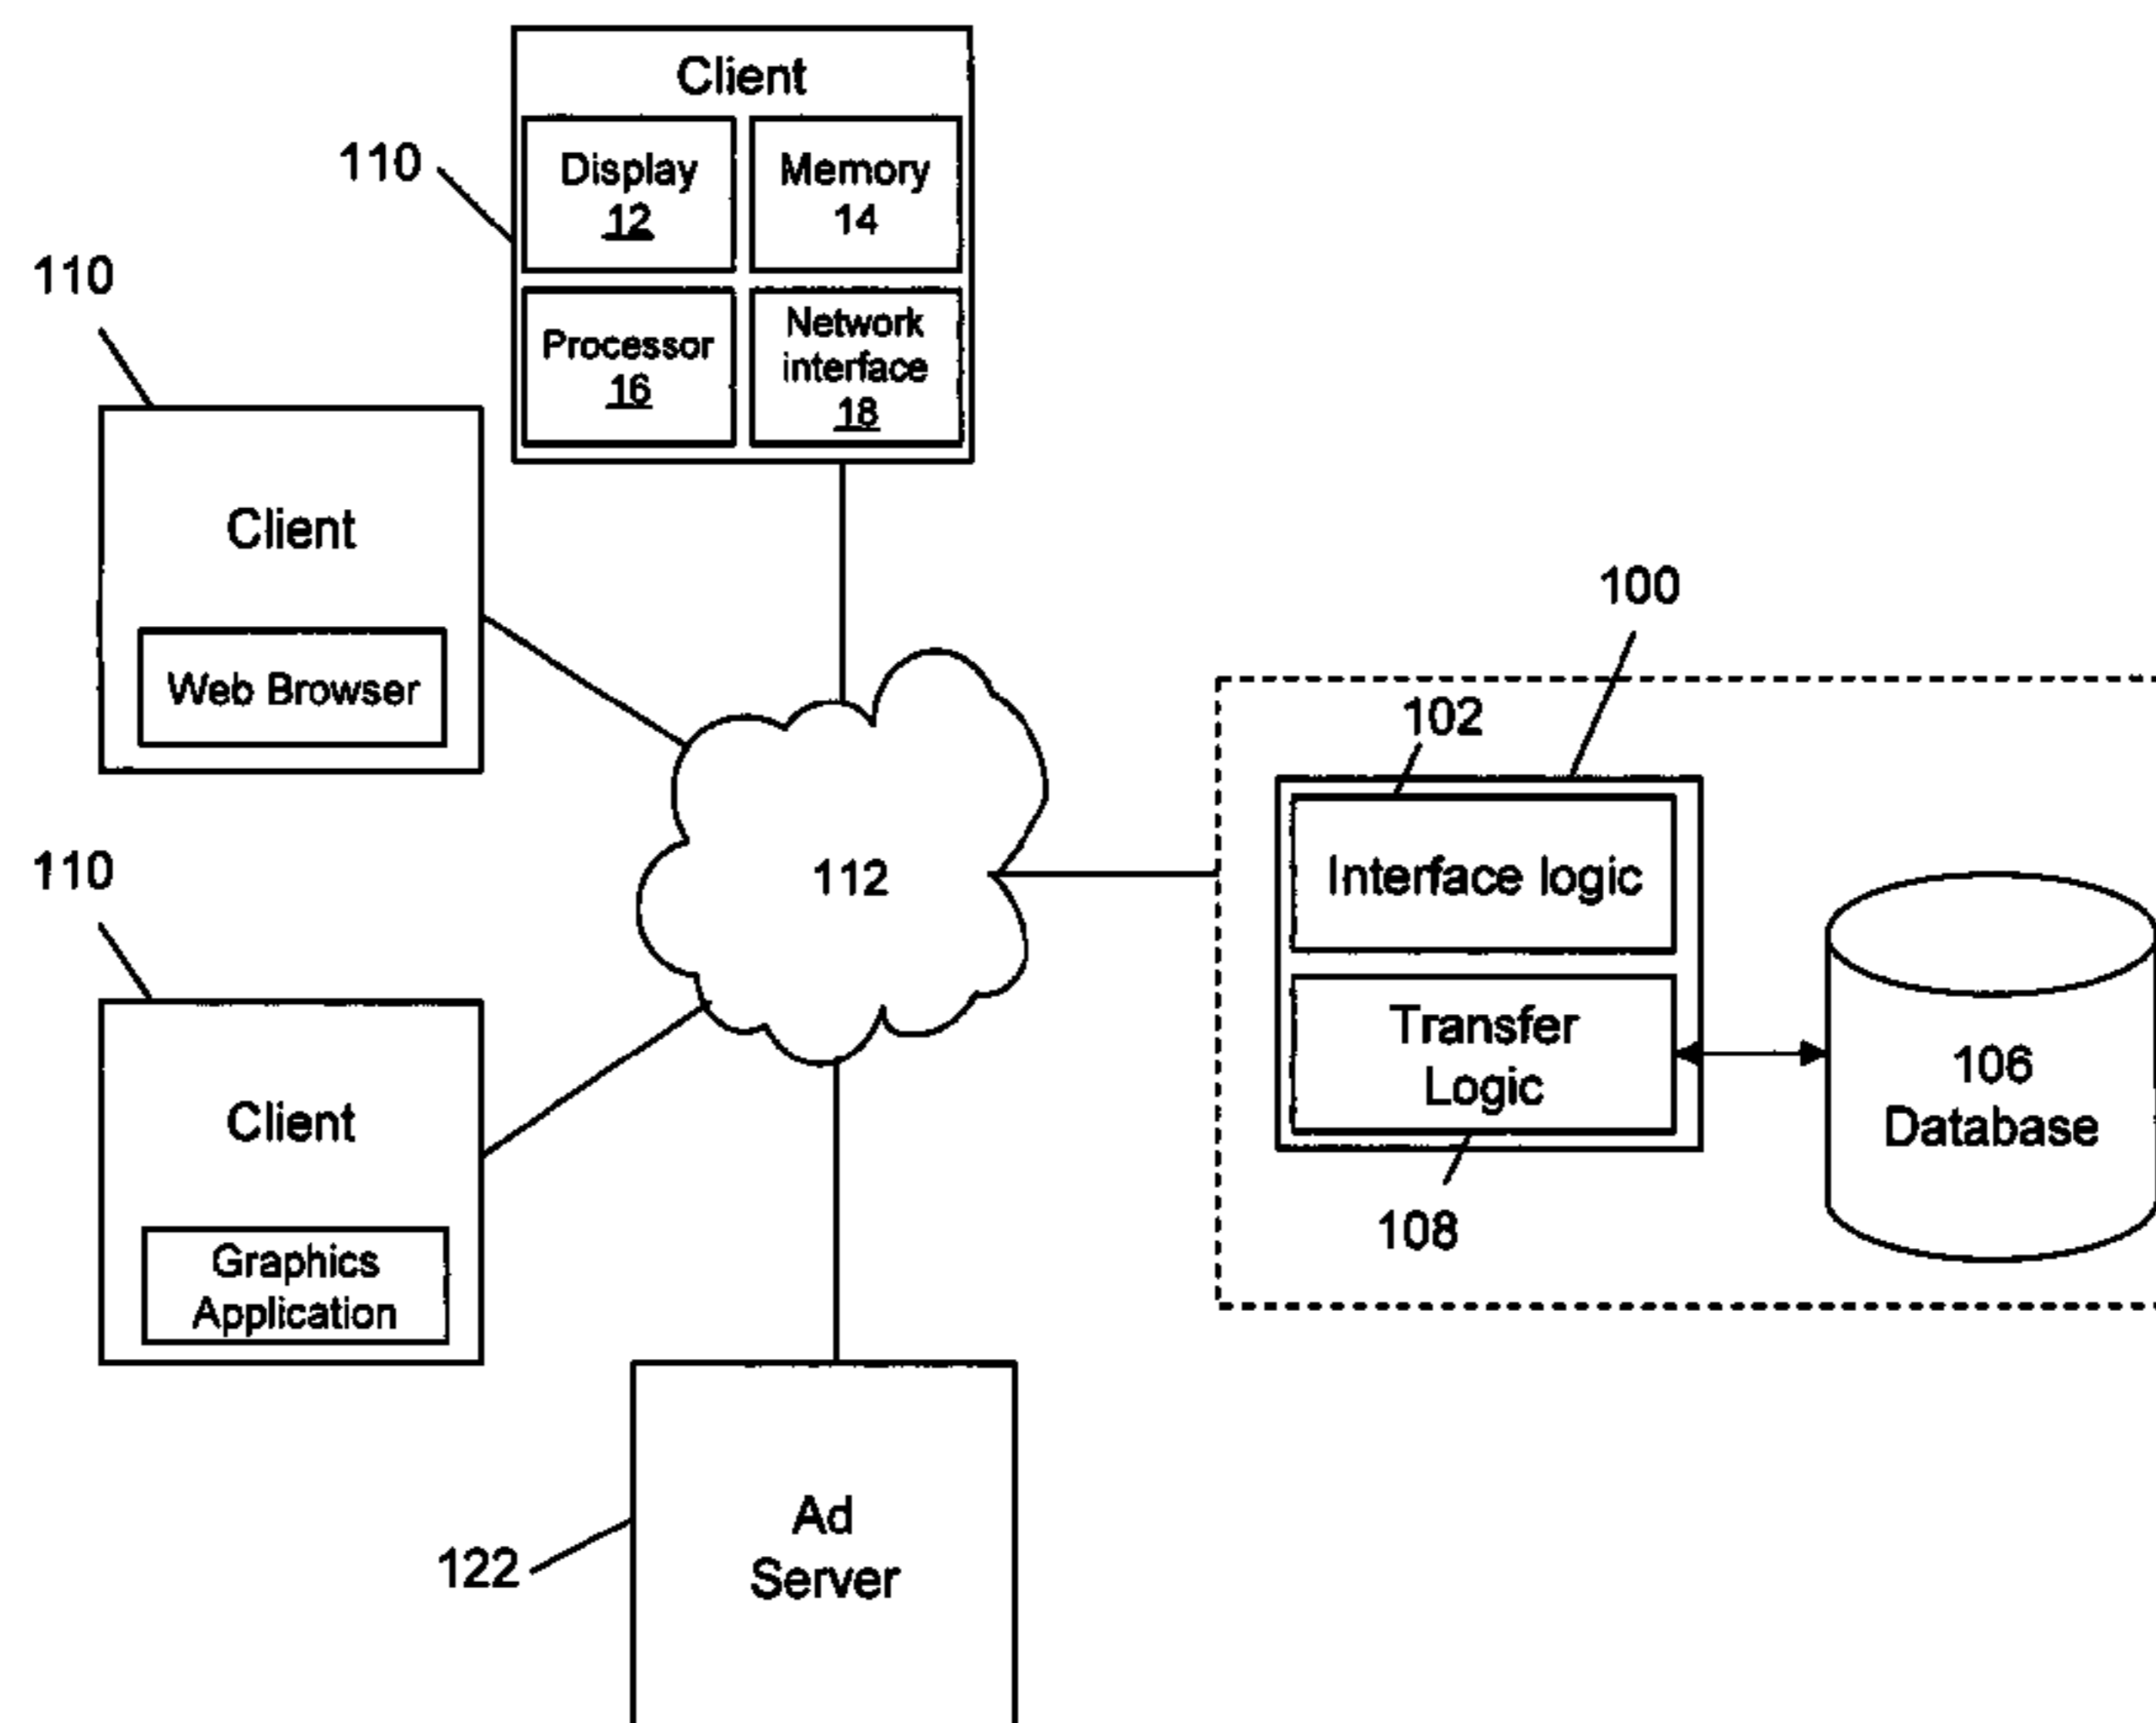 Client
110
Display
12
Memory
14
110
Processor
16
Network
interface
18
Client
Web Browser
100
102
112
Interface logic
110
Transfer
Logic
106
Database
Client
108
Graphics
Application
Ad
Server
122